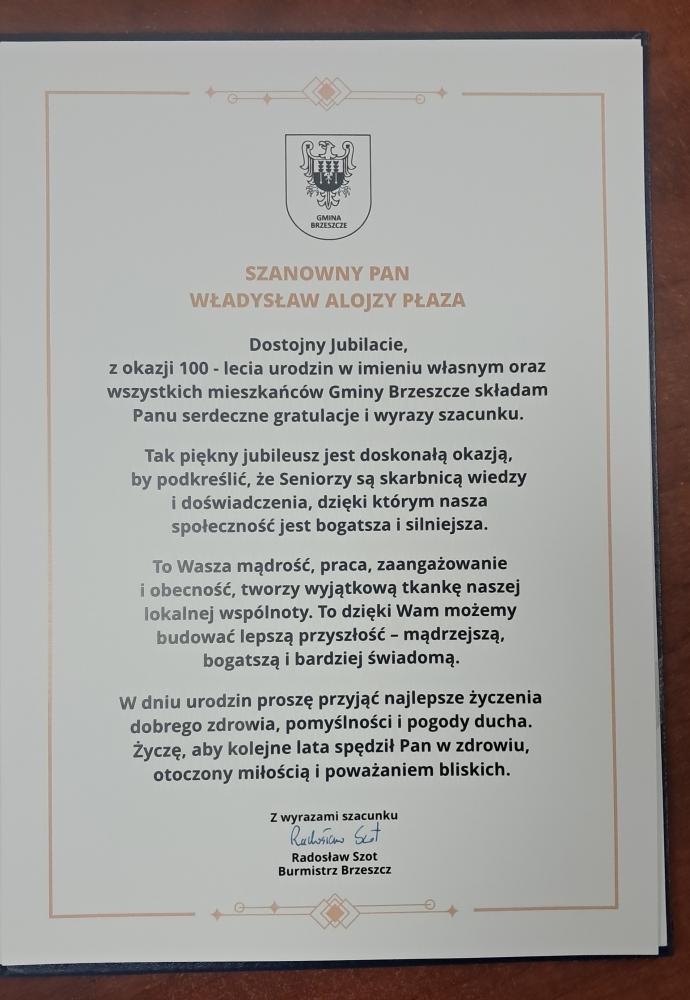 GMINA
BRZESZCZE
SZANOWNY PAN
WŁADYSŁAW ALOJZY PŁAZA
Dostojny Jubilacie,
z okazji 100 - lecia urodzin w imieniu własnym oraz
wszystkich mieszkańców Gminy Brzeszcze składam
Panu serdeczne gratulacje i wyrazy szacunku.
Tak piękny jubileusz jest doskonałą okazją,
by podkreślić, że Seniorzy są skarbnicą wiedzy
i doświadczenia, dzięki którym nasza
społeczność jest bogatsza i silniejsza.
To Wasza mądrość, praca, zaangażowanie
i obecność, tworzy wyjątkową tkankę naszej
lokalnej wspólnoty. To dzięki Wam możemy
budować lepszą przyszłość – mądrzejszą,
bogatszą i bardziej świadomą.
W dniu urodzin proszę przyjąć najlepsze życzenia
dobrego zdrowia, pomyślności i pogody ducha.
Życzę, aby kolejne lata spędził Pan w zdrowiu,
otoczony miłością i poważaniem bliskich.
Z wyrazami szacunku
Radosław Szot
Radosław Szot
Burmistrz Brzeszcz